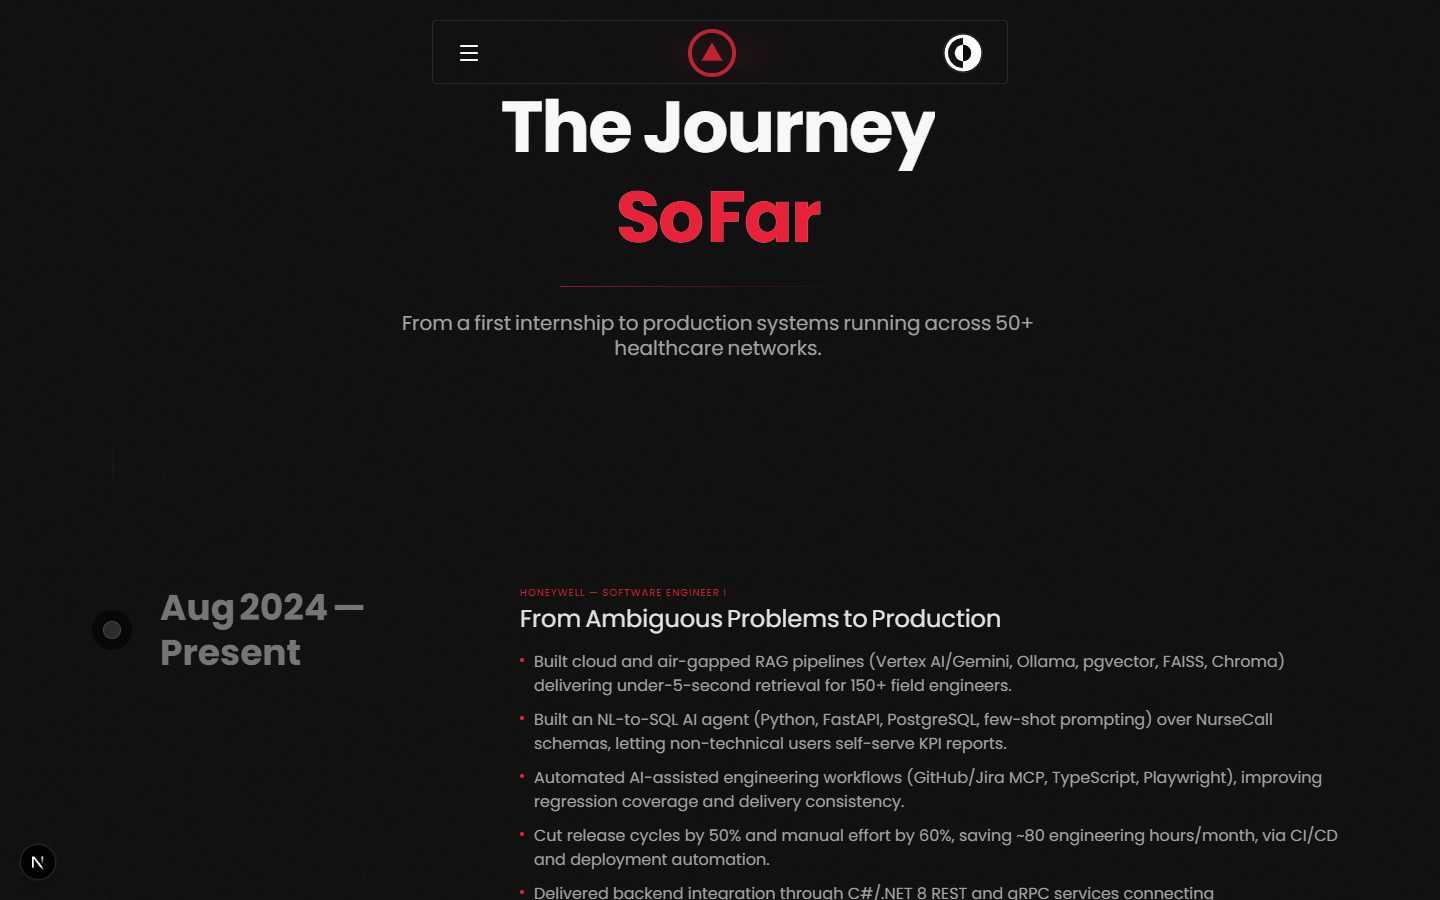 The Journey
So Far
From a first internship to production systems running across 50+
healthcare networks.
Aug 2024 —
Present
HONEYWELL — SOFTWARE ENGINEER I
From Ambiguous Problems to Production
• Built cloud and air-gapped RAG pipelines (Vertex AI/Gemini, Ollama, pgvector, FAISS, Chroma)
delivering under-5-second retrieval for 150+ field engineers.
• Built an NL-to-SQL AI agent (Python, FastAPI, PostgreSQL, few-shot prompting) over NurseCall
schemas, letting non-technical users self-serve KPI reports.
• Automated AI-assisted engineering workflows (GitHub/Jira MCP, TypeScript, Playwright), improving
regression coverage and delivery consistency.
• Cut release cycles by 50% and manual effort by 60%, saving ~80 engineering hours/month, via CI/CD
and deployment automation.
• Delivered backend integration through C#/.NET 8 REST and gRPC services connecting
N